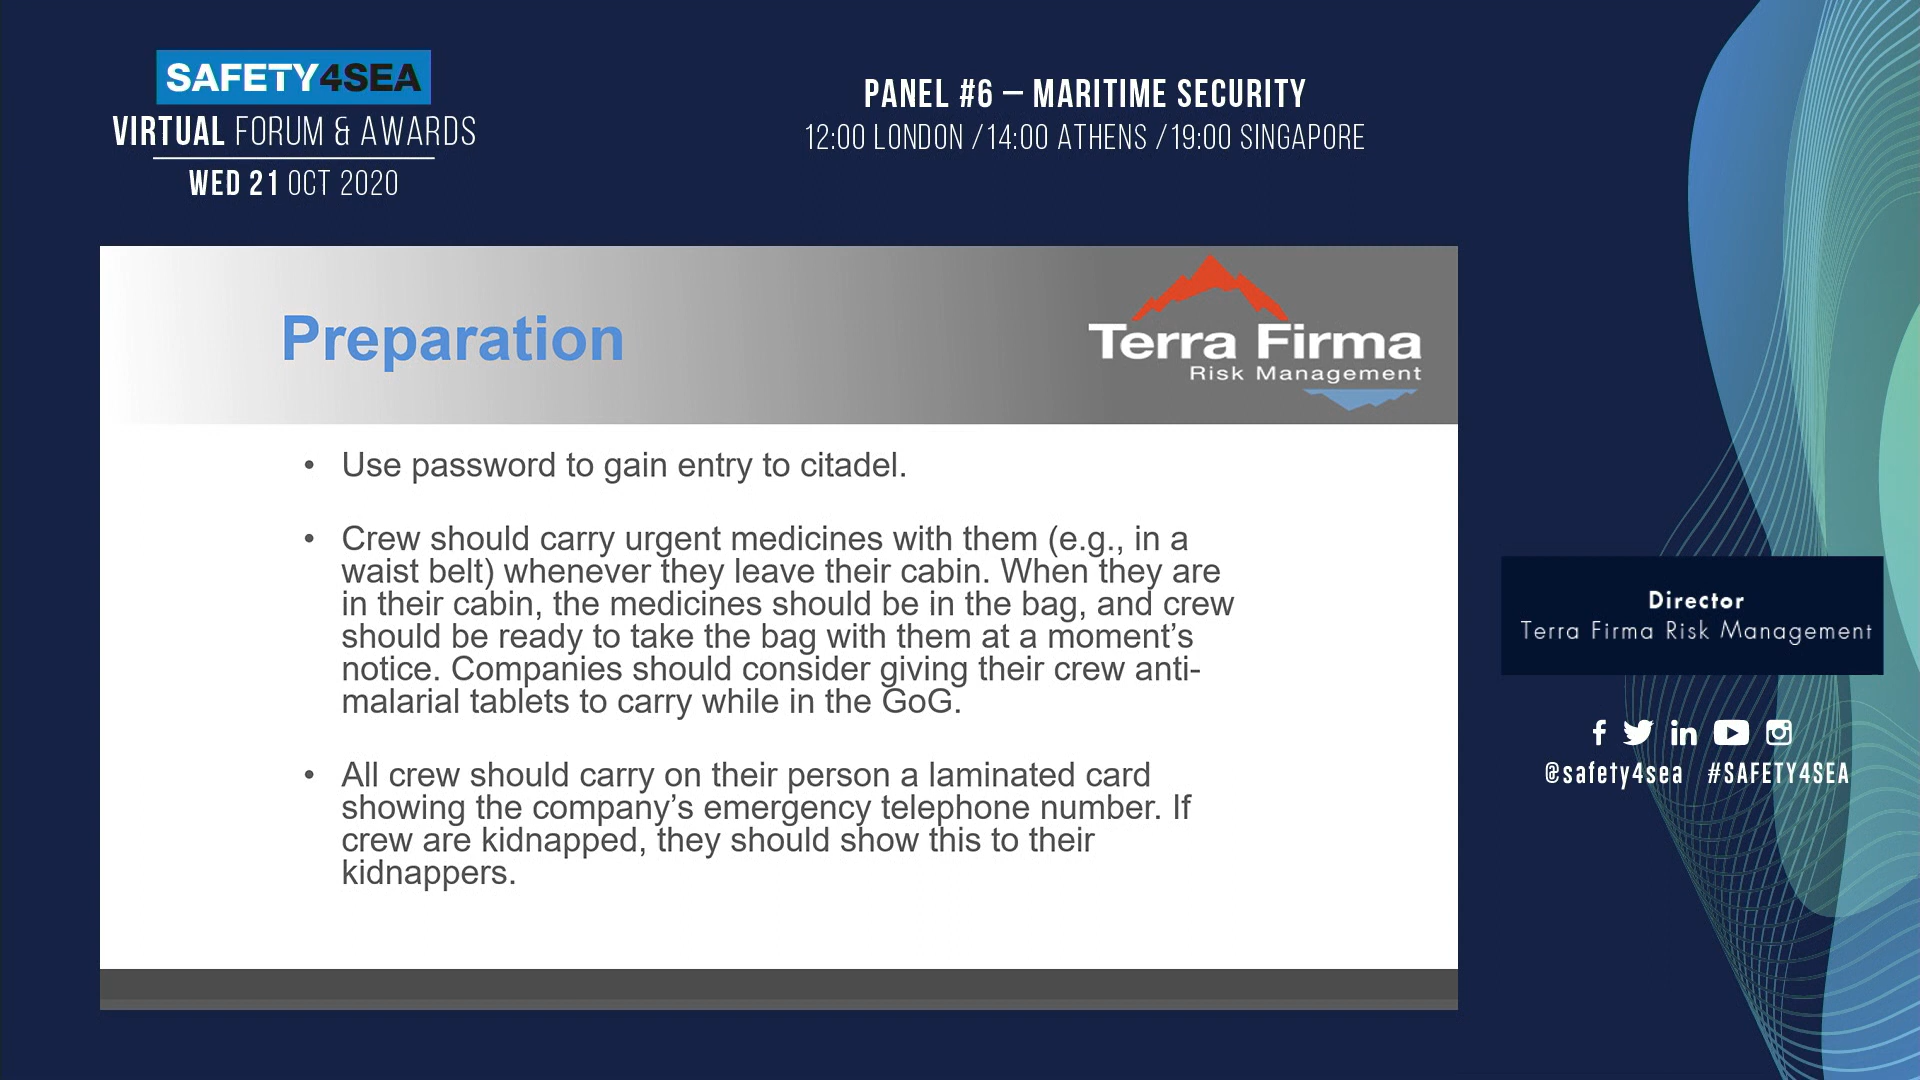 SAFETY4SEA
VIRTUAL FORUM & AWARDS
WED 21 OCT 2020
PANEL #6 – MARITIME SECURITY
12:00 LONDON / 14:00 ATHENS / 19:00 SINGAPORE
Preparation
Terra Firma
Risk Management
• Use password to gain entry to citadel.
• Crew should carry urgent medicines with them (e.g., in a
waist belt) whenever they leave their cabin. When they are
in their cabin, the medicines should be in the bag, and crew
should be ready to take the bag with them at a moment’s
notice. Companies should consider giving their crew anti-
malarial tablets to carry while in the GoG.
• All crew should carry on their person a laminated card
showing the company’s emergency telephone number. If
crew are kidnapped, they should show this to their
kidnappers.
Director
Terra Firma Risk Management
@safety4sea #SAFETY4SEA